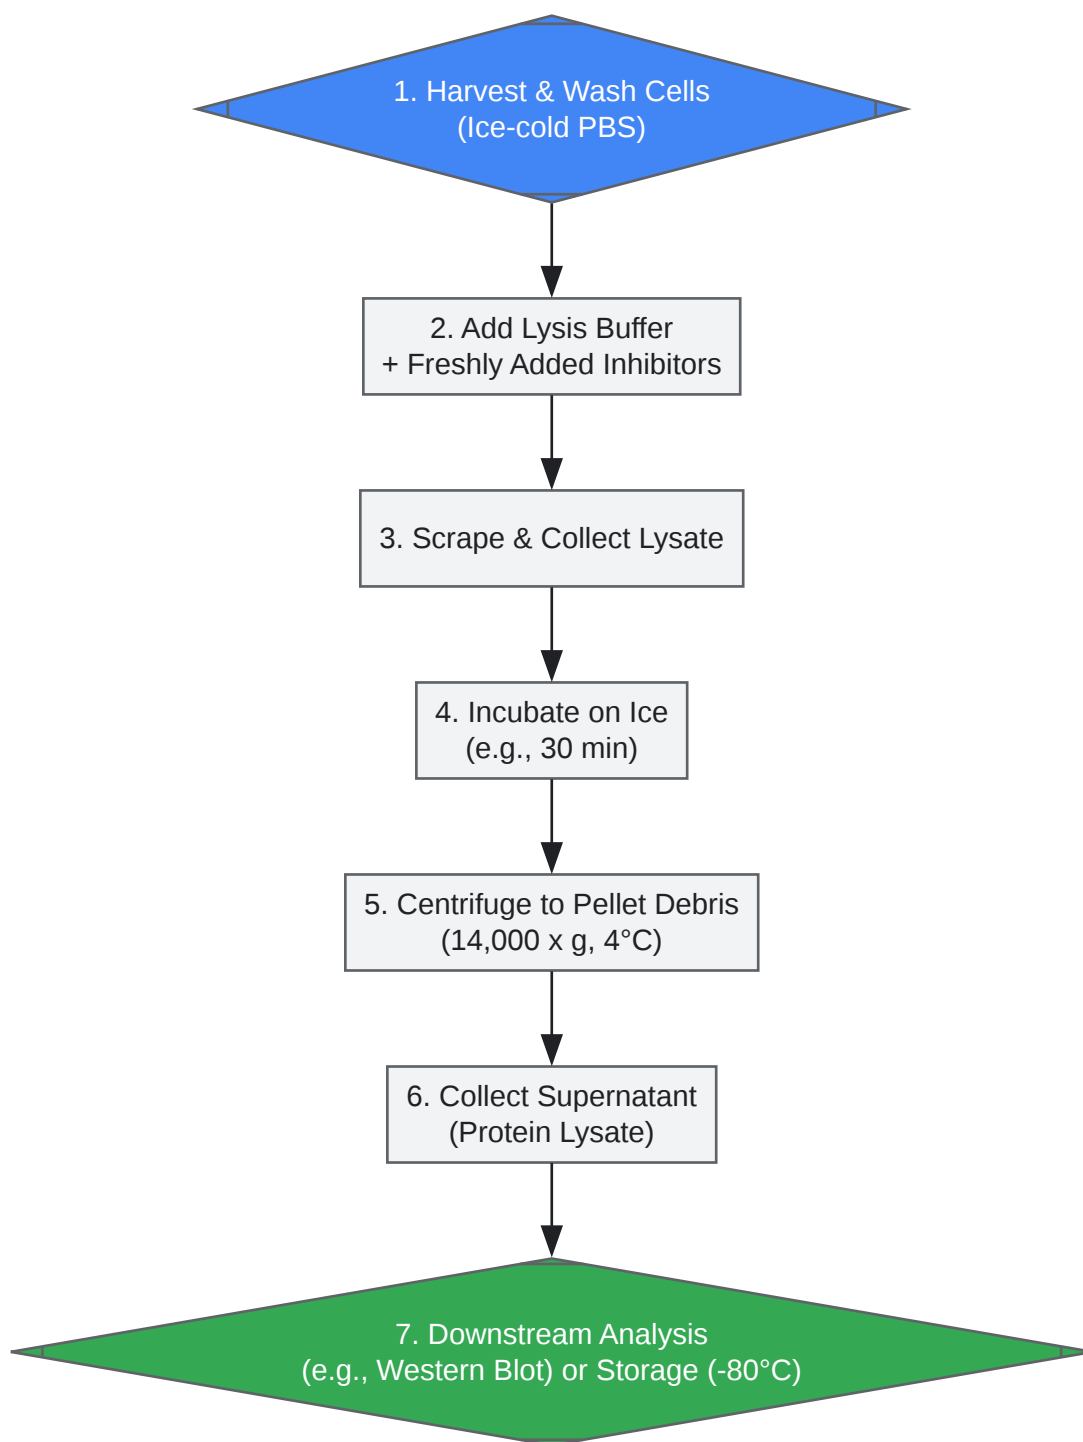 1. Harvest & Wash Cells
(Ice-cold PBS)
2. Add Lysis Buffer
+ Freshly Added Inhibitors
3. Scrape & Collect Lysate
4. Incubate on Ice
(e.g., 30 min)
5. Centrifuge to Pellet Debris
(14,000 x g, 4°C)
6. Collect Supernatant
(Protein Lysate)
7. Downstream Analysis
(e.g., Western Blot) or Storage (-80°C)